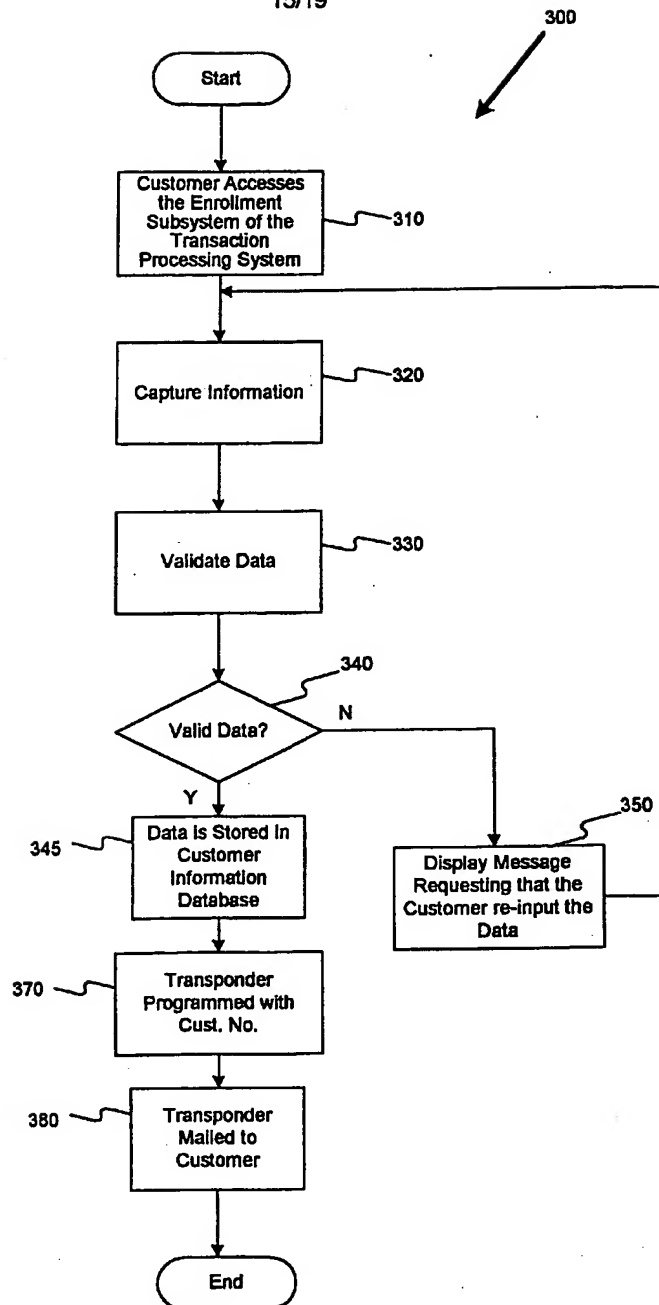 15/19
300
Start
Customer Accesses
the Enrollment
Subsystem of the
Transaction
Processing System
310
Capture Information
320
Validate Data
330
340
Valid Data?
N
Y
345
Data is Stored in
Customer
Information
Database
350
Display Message
Requesting that the
Customer re-input the
Data
370
Transponder
Programmed with
Cust. No.
380
Transponder
Mailed to
Customer
End